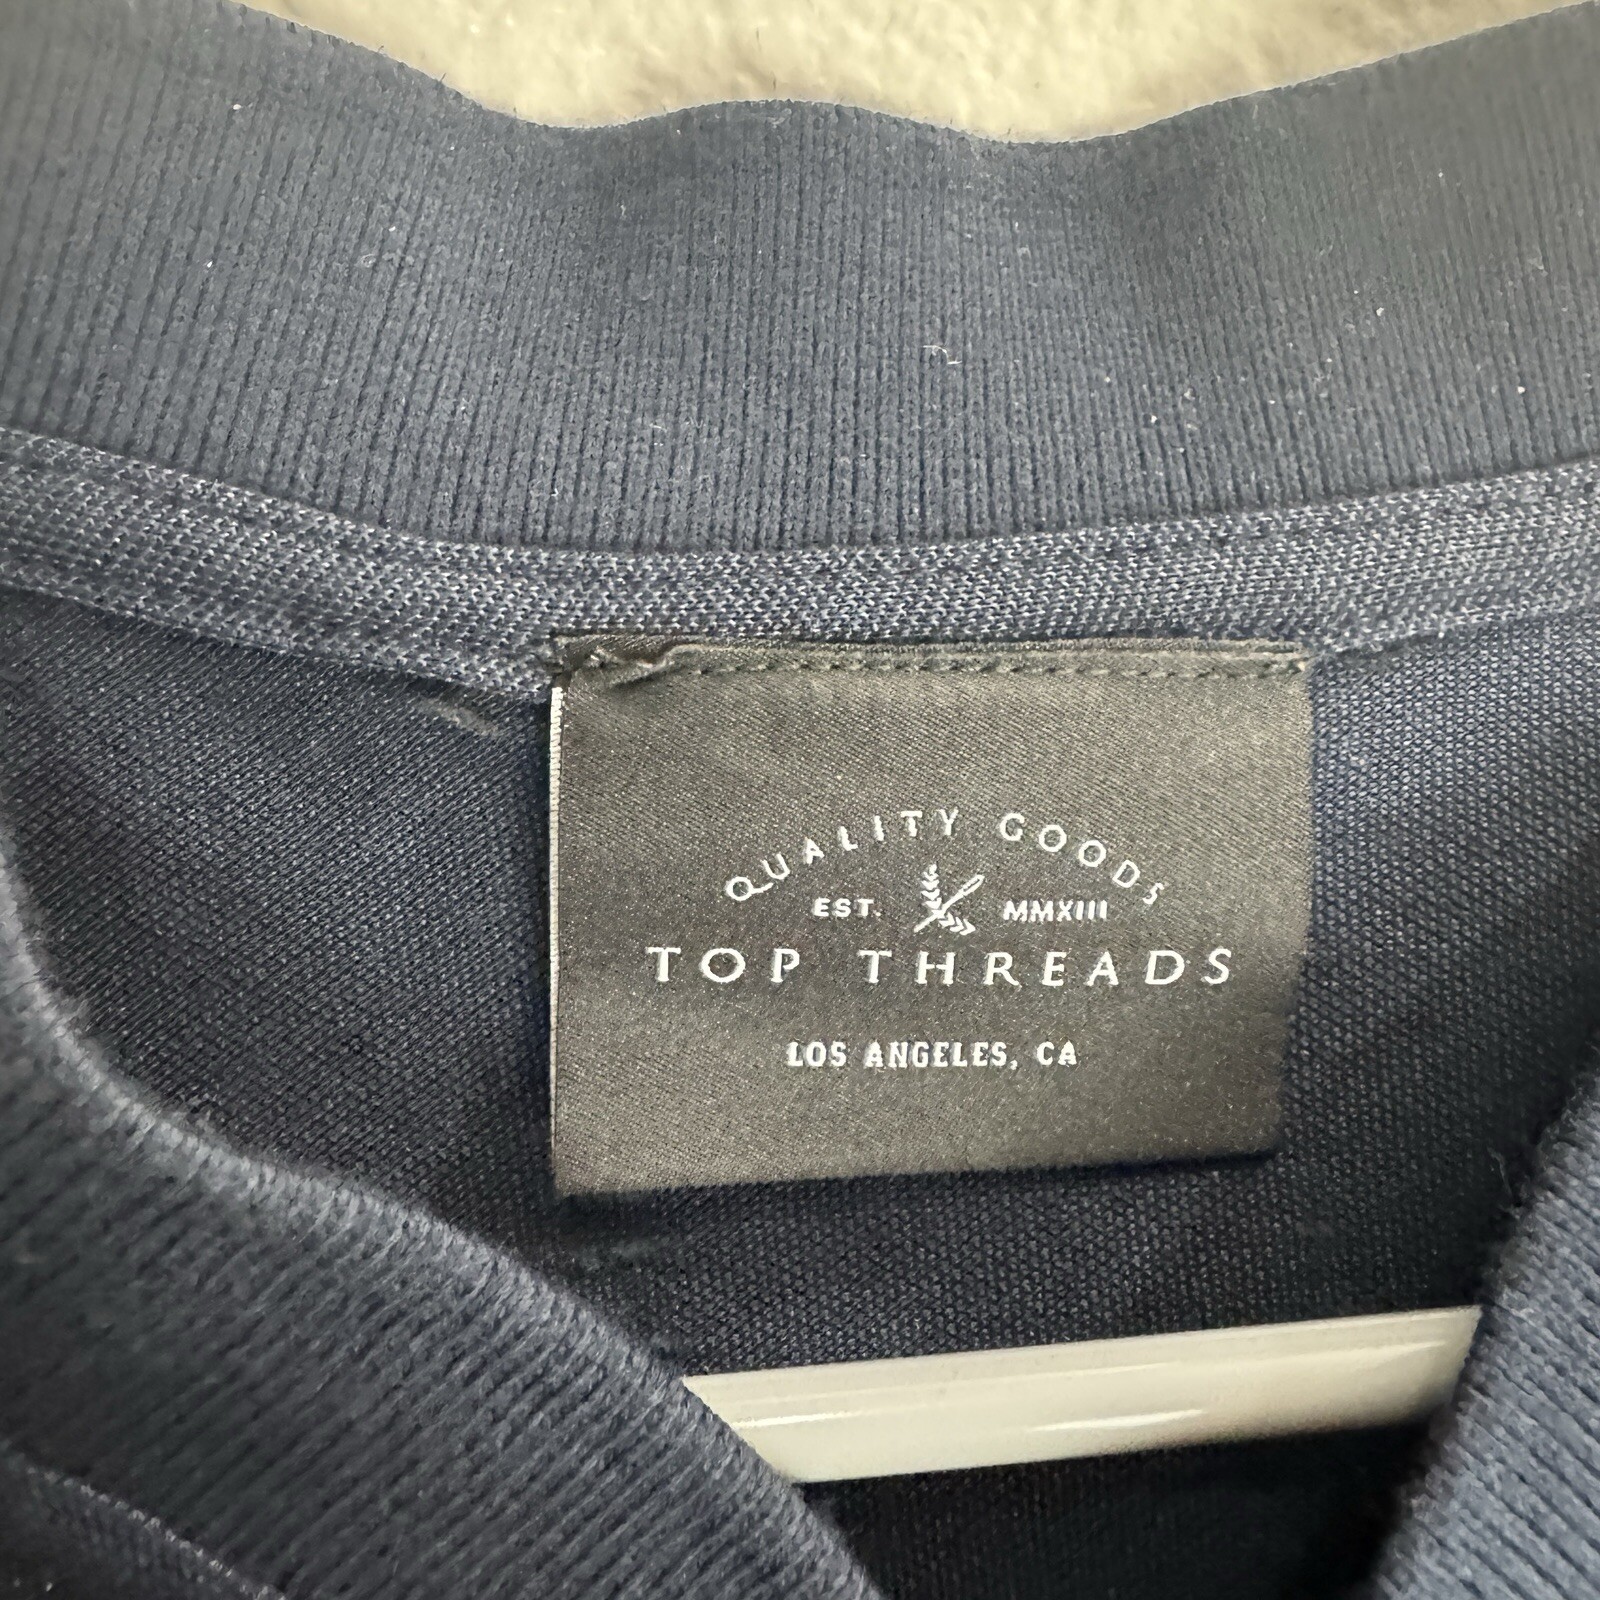 QUALITY GOODS
EST. MMXIII
TOP THREADS
LOS ANGELES, CA